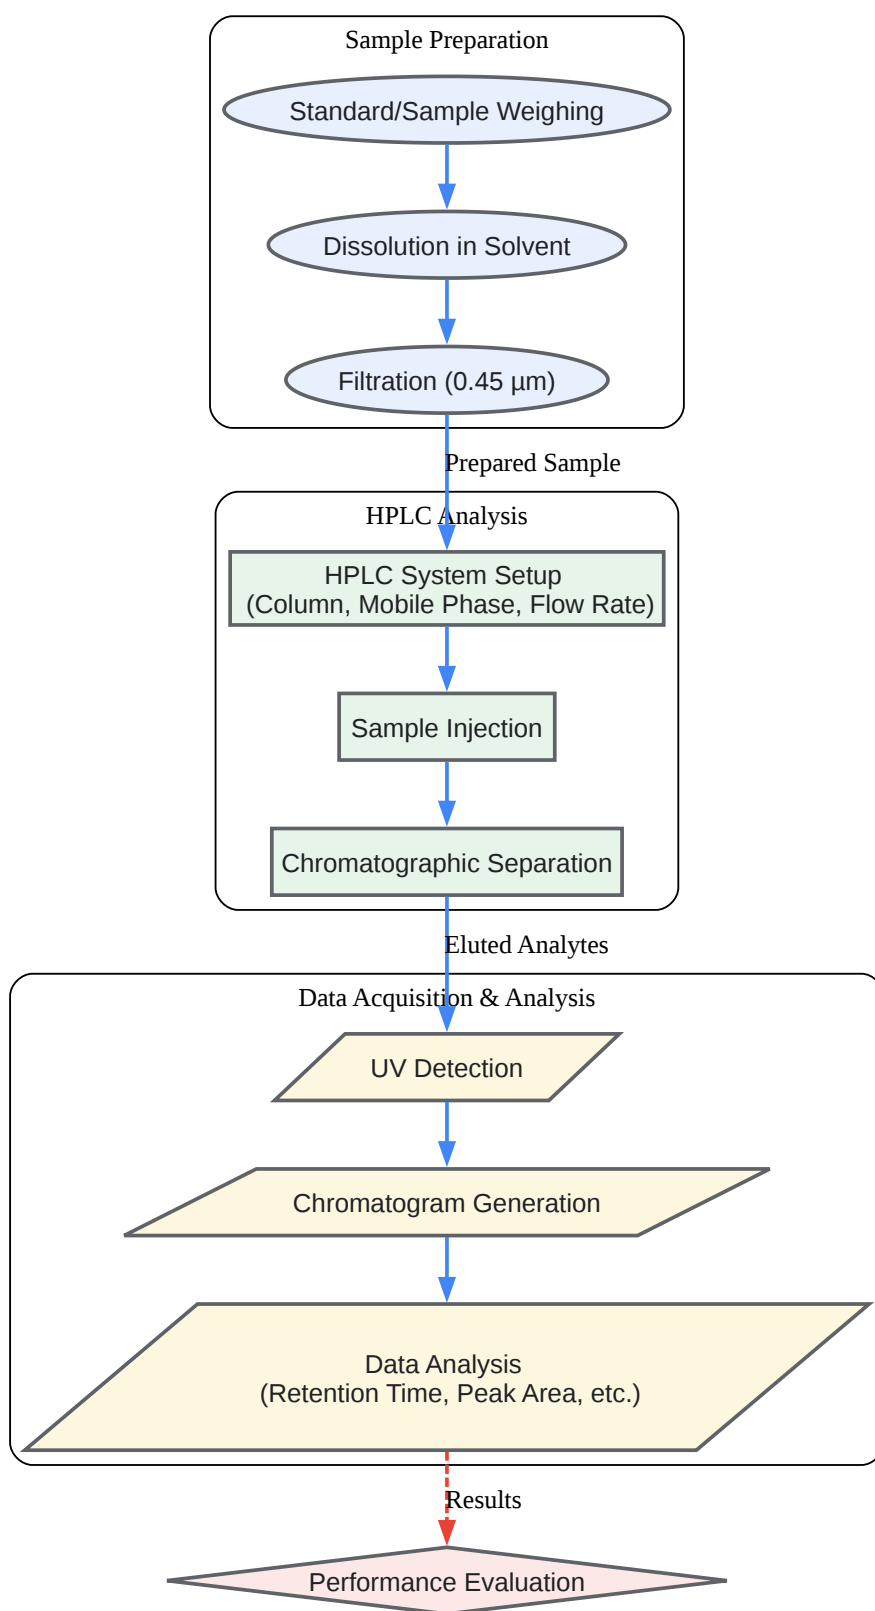 Sample Preparation
Standard/Sample Weighing
Dissolution in Solvent
Filtration (0.45 µm)
Prepared Sample
HPLC Analysis
HPLC System Setup
(Column, Mobile Phase, Flow Rate)
Sample Injection
Chromatographic Separation
Eluted Analytes
Data Acquisition & Analysis
UV Detection
Chromatogram Generation
Data Analysis
(Retention Time, Peak Area, etc.)
Results
Performance Evaluation